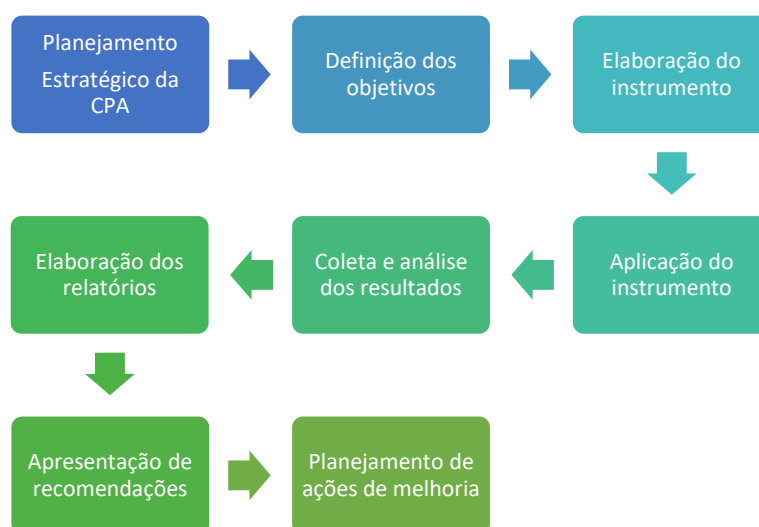 Planejamento
Estratégico da
CPA
Definição dos
objetivos
Elaboração do
instrumento
Aplicação do
instrumento
Coleta e análise
dos resultados
Elaboração dos
relatórios
Apresentação de
recomendações
Planejamento de
ações de melhoria